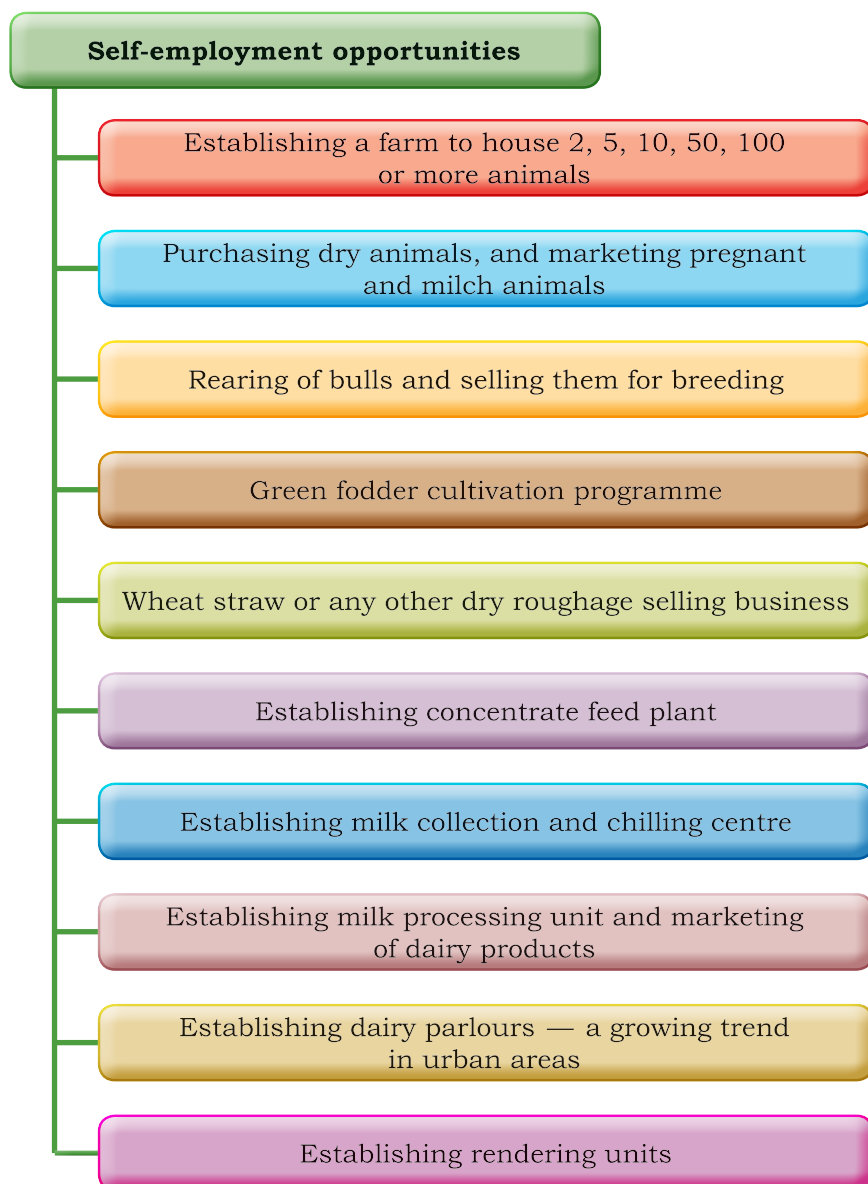 Self-employment opportunities
Establishing a farm to house 2, 5, 10, 50, 100
or more animals
Purchasing dry animals, and marketing pregnant
and milch animals
Rearing of bulls and selling them for breeding
Green fodder cultivation programme
Wheat straw or any other dry roughage selling business
Establishing concentrate feed plant
Establishing milk collection and chilling centre
Establishing milk processing unit and marketing
of dairy products
Establishing dairy parlours — a growing trend
in urban areas
Establishing rendering units